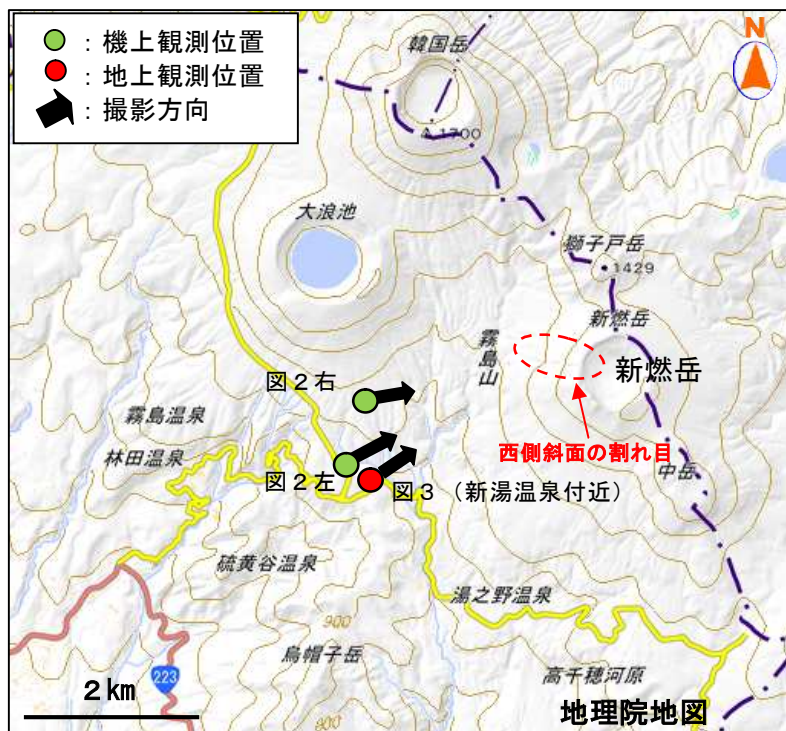 ：機上観測位置
：地上観測位置
：撮影方向
N
韓国岳
1700
大浪池
獅子戸岳
1429
新燃岳
霧島山
新燃岳
図２右
西側斜面の割れ目
霧島温泉
林田温泉
中岳
図２左
図３（新湯温泉付近）
硫黄谷温泉
湯之野温泉
900
烏帽子岳
高千穂河原
223
2km
800
地理院地図